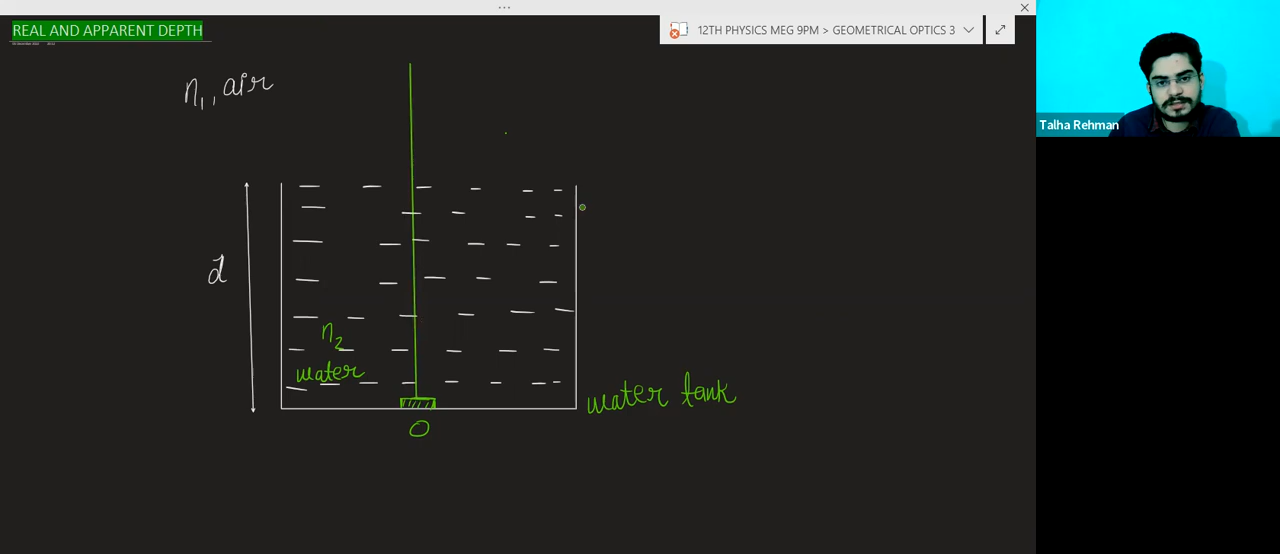 REAL AND APPARENT DEPTH
12TH PHYSICS MEG 9PM > GEOMETRICAL OPTICS 3
n₁, air
Talha Rehman
d
n₂
water
water tank
O